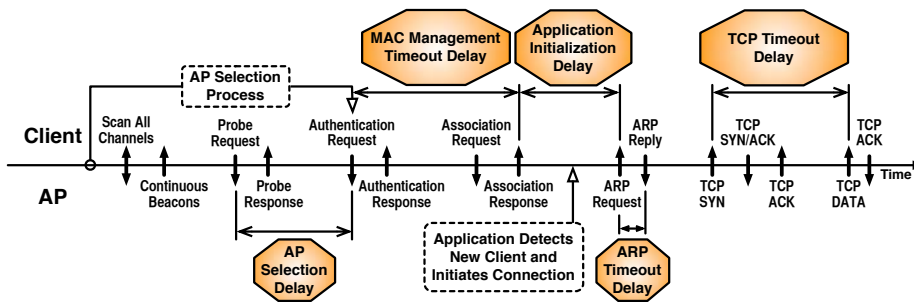 MAC Management
Timeout Delay
Application
Initialization
Delay
TCP Timeout
Delay
AP Selection
Process
Client
Scan All
Channels
Probe
Request
Authentication
Request
Association
Request
ARP
Reply
TCP
SYN/ACK
TCP
ACK
AP
Continuous
Beacons
Probe
Response
Authentication
Response
Association
Response
ARP
Request
TCP
SYN
TCP
ACK
TCP
DATA
Time
AP
Selection
Delay
Application Detects
New Client and
Initiates Connection
ARP
Timeout
Delay